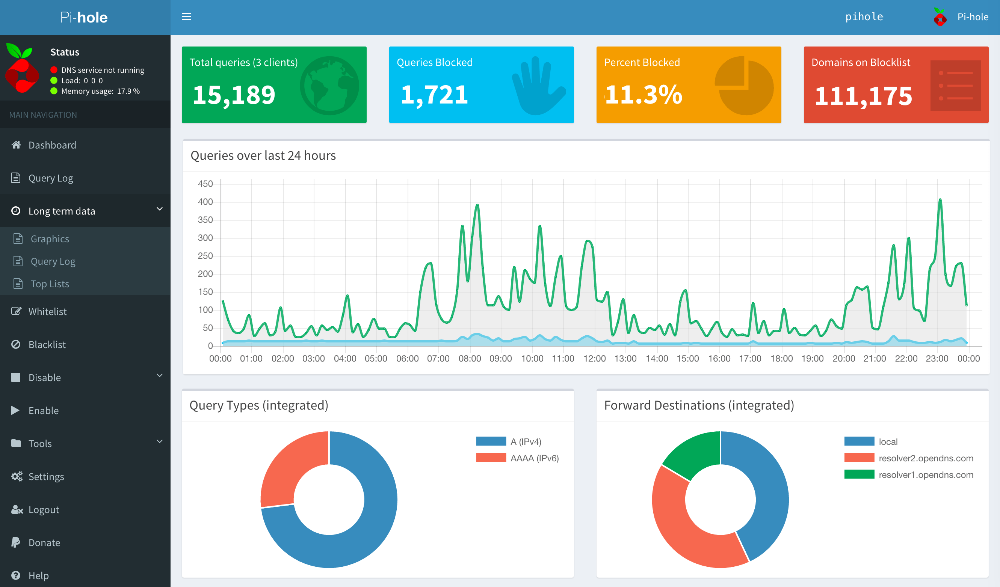 Pi-hole
pihole
Pi-hole
Status
DNS service not running
Load: 0 0 0
Memory usage: 17.9 %
MAIN NAVIGATION
Dashboard
Query Log
Long term data
Graphics
Query Log
Top Lists
Whitelist
Blacklist
Disable
Enable
Tools
Settings
Logout
Donate
Help
Total queries (3 clients)
15,189
Queries Blocked
1,721
Percent Blocked
11.3%
Domains on Blocklist
111,175
Queries over last 24 hours
450
400
350
300
250
200
150
100
50
0
00:00 01:00 02:00 03:00 04:00 05:00 06:00 07:00 08:00 09:00 10:00 11:00 12:00 13:00 14:00 15:00 16:00 17:00 18:00 19:00 20:00 21:00 22:00 23:00 00:00
Query Types (integrated)
A (IPv4)
AAAA (IPv6)
Forward Destinations (integrated)
local
resolver2.opendns.com
resolver1.opendns.com